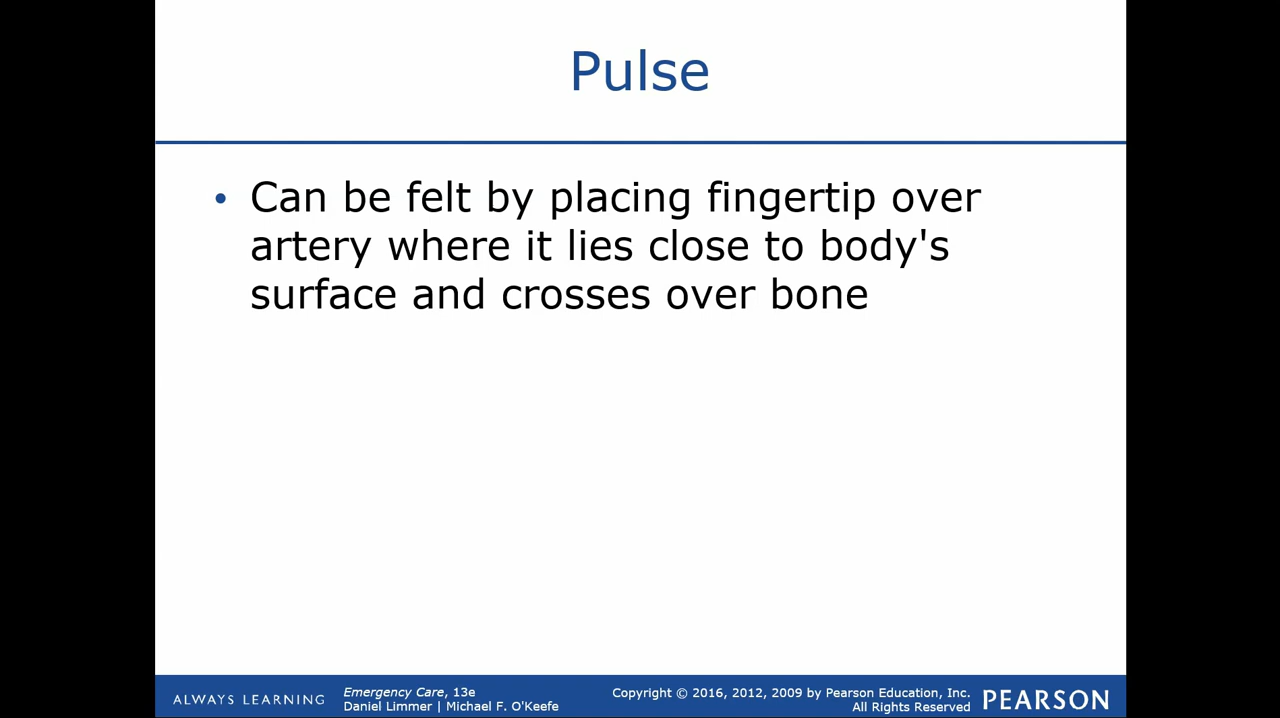 Pulse
• Can be felt by placing fingertip over
artery where it lies close to body's
surface and crosses over bone
ALWAYS LEARNING
Emergency Care, 13e
Daniel Limmer | Michael F. O'Keefe
Copyright © 2016, 2012, 2009 by Pearson Education, Inc.
All Rights Reserved
PEARSON